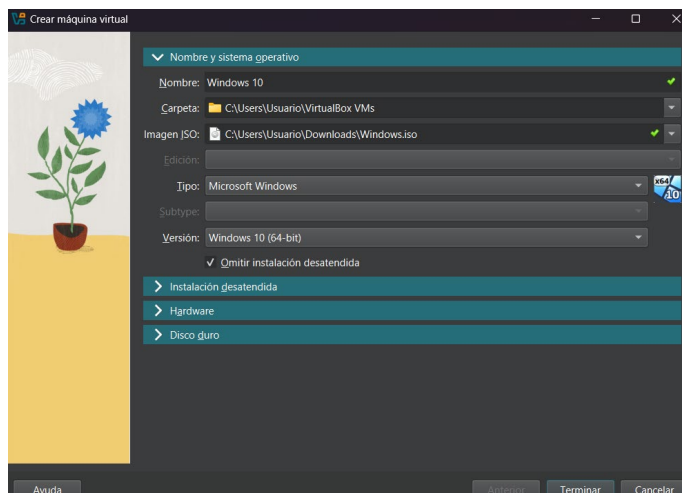 Crear máquina virtual
Nombre y sistema operativo
Nombre: Windows 10
Carpeta: C:\Users\Usuario\VirtualBox VMs
Imagen ISO: C:\Users\Usuario\Downloads\Windows.iso
Edición:
Tipo: Microsoft Windows
x64
10
Subtype:
Versión: Windows 10 (64-bit)
Omitir instalación desatendida
Instalación desatendida
Hardware
Disco duro
Ayuda Anterior Terminar Cancelar